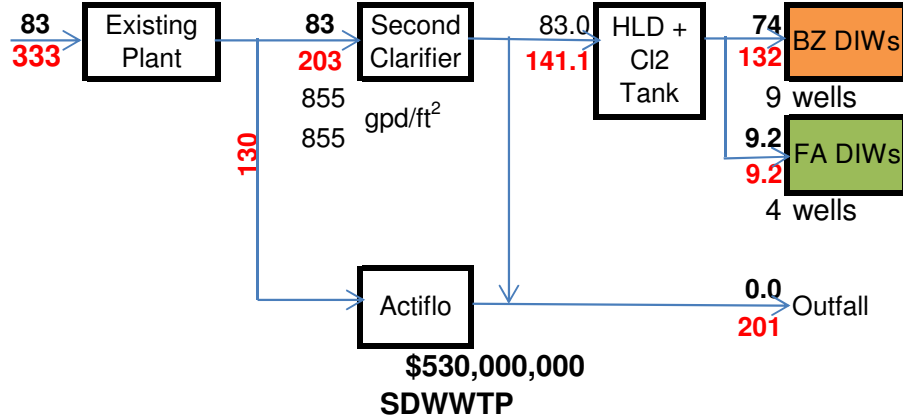 83
333
Existing
Plant
83
203
Second
Clarifier
855
855
gpd/ft²
130
83.0
141.1
HLD +
Cl2
Tank
74
132
BZ DIWs
9 wells
9.2
9.2
FA DIWs
4 wells
Actiflo
0.0
201
Outfall
$530,000,000
SDWWTP